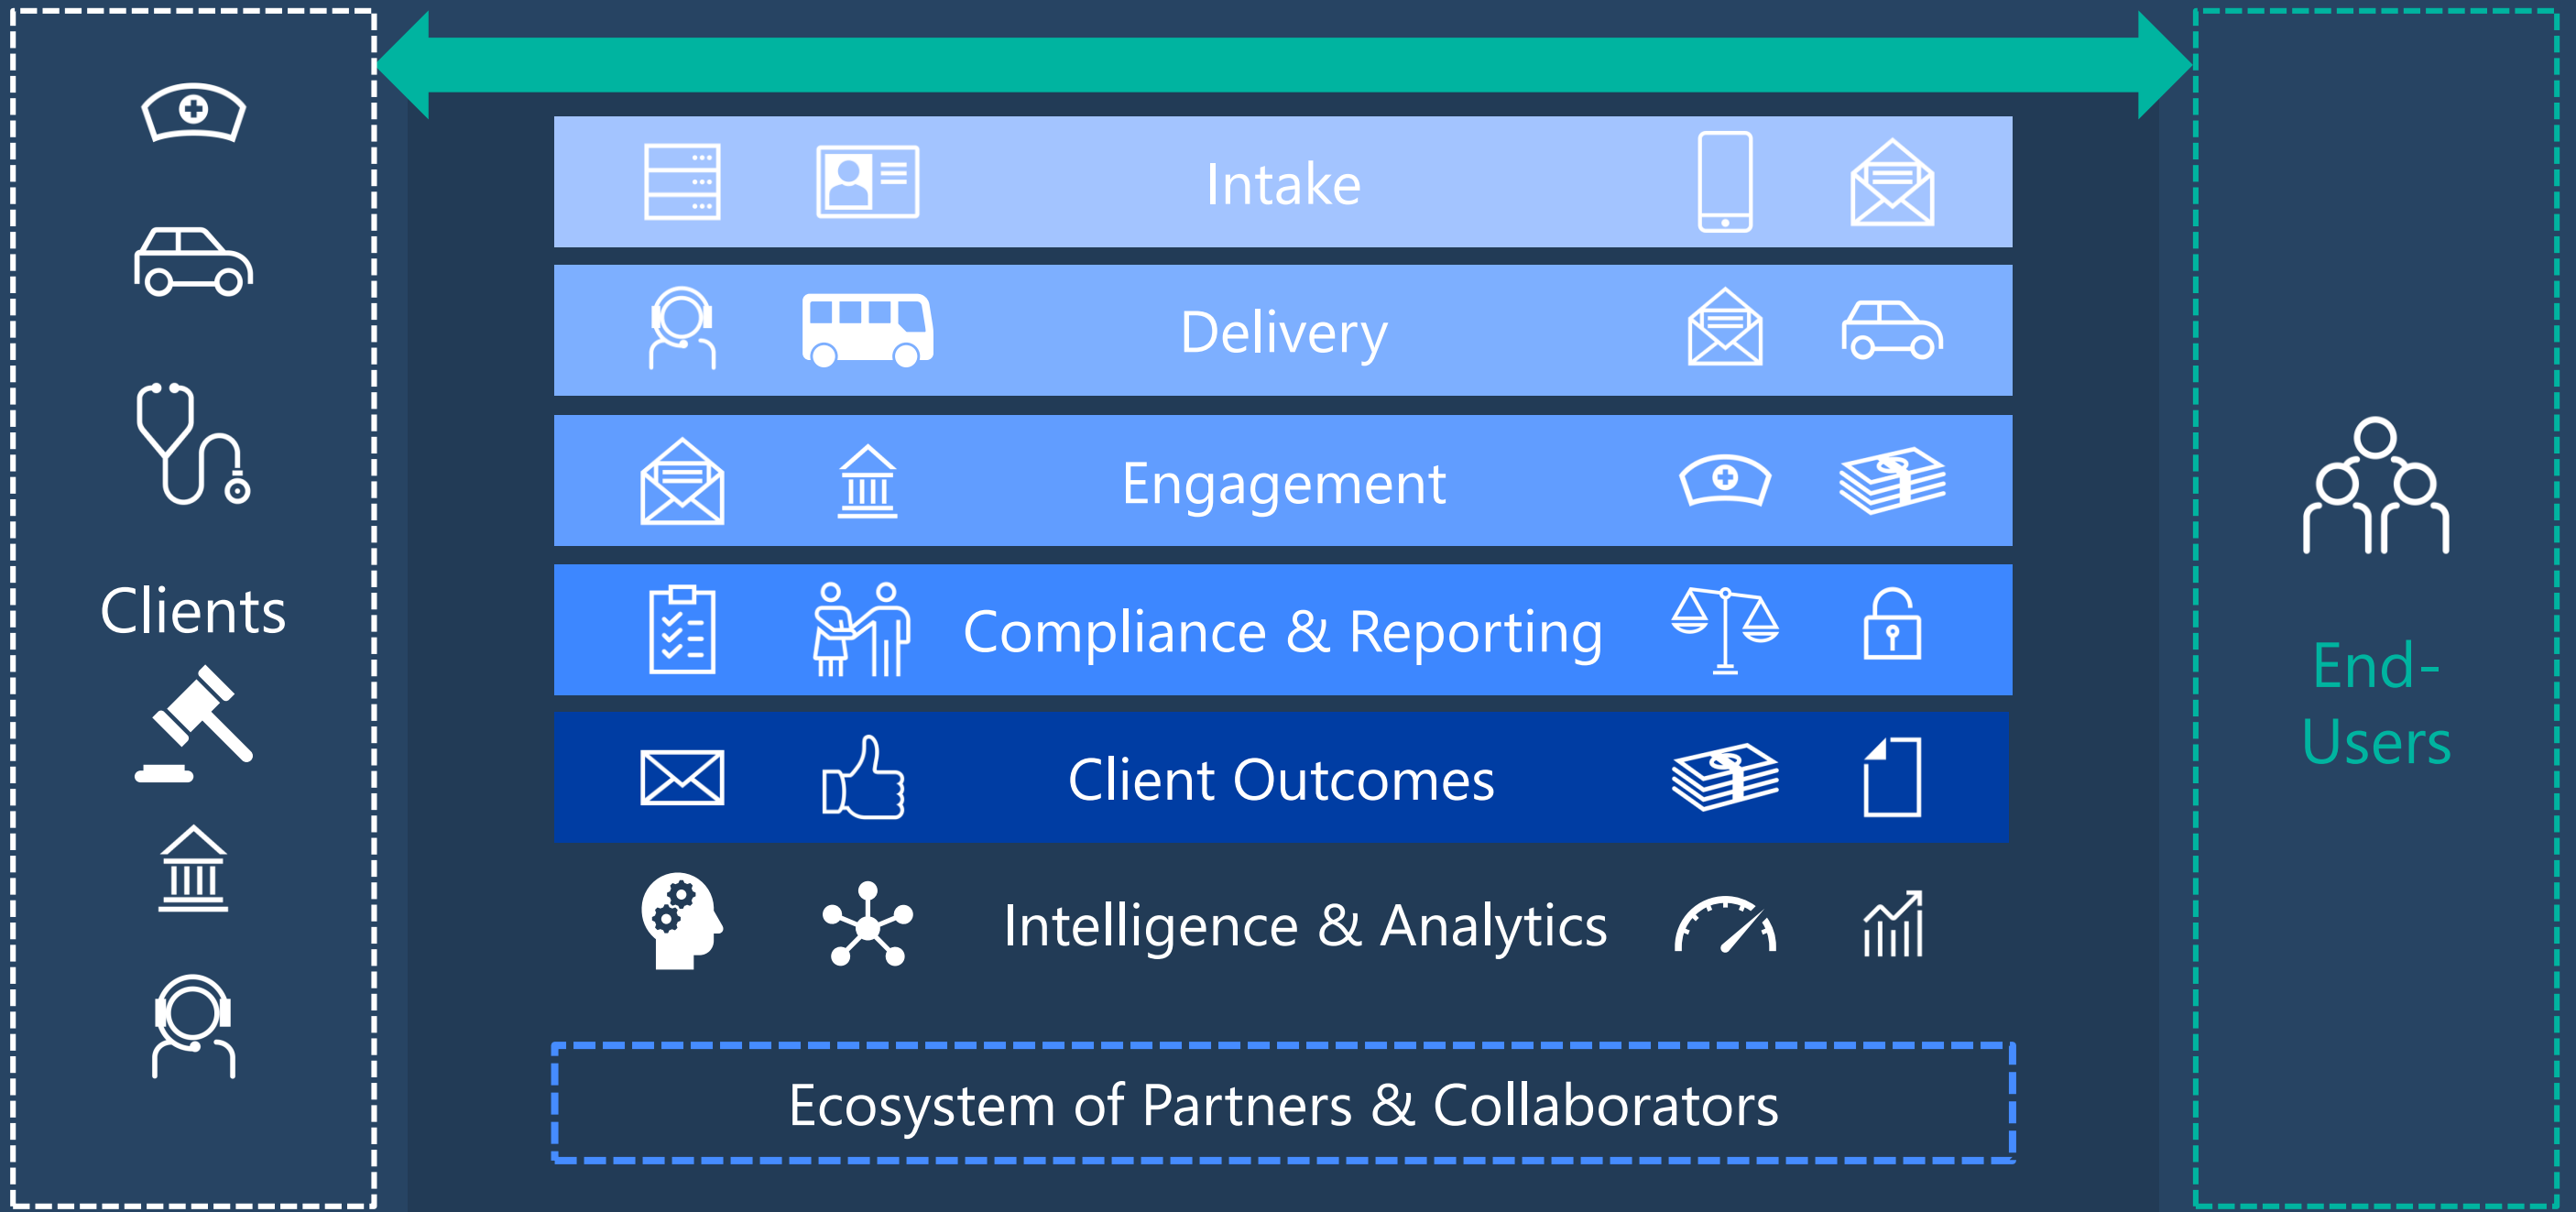 Clients
Intake
Delivery
Engagement
Compliance & Reporting
Client Outcomes
Intelligence & Analytics
Ecosystem of Partners & Collaborators
End-
Users